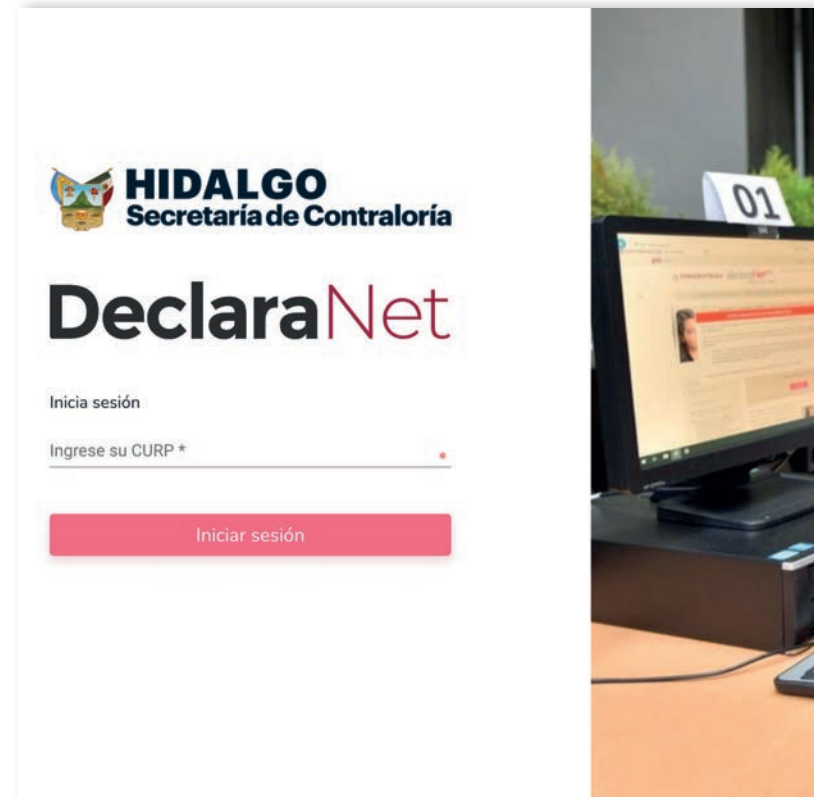 HIDALGO
Secretaría de Contraloría
DeclaraNet
Inicia sesión
Ingrese su CURP *
Iniciar sesión
01